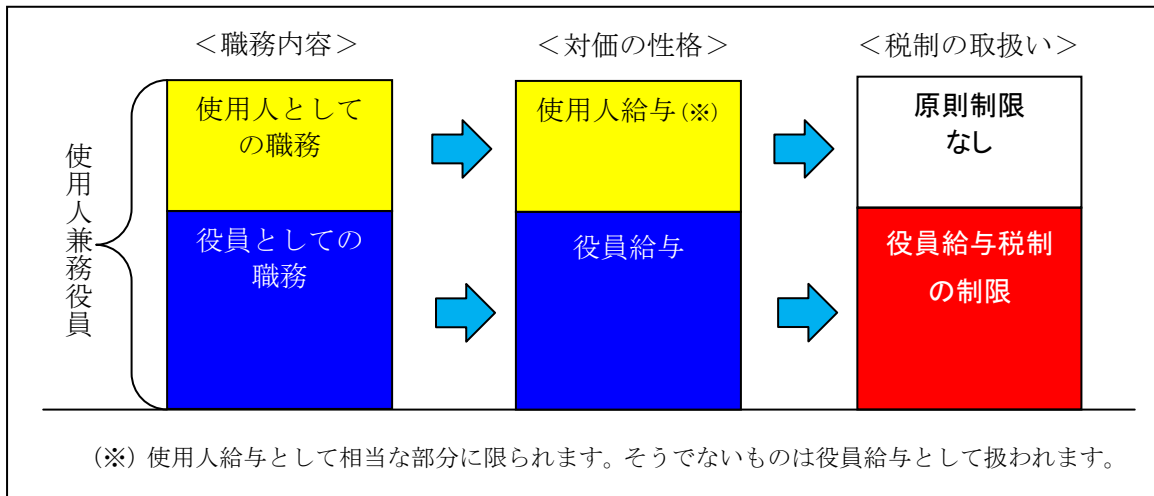 ＜職務内容＞
＜対価の性格＞
＜税制の取扱い＞
使用人兼務役員
使用人として
の職務
使用人給与(※)
原則制限
なし
役員としての
職務
役員給与
役員給与税制
の制限
(※) 使用人給与として相当な部分に限られます。そうでないものは役員給与として扱われます。